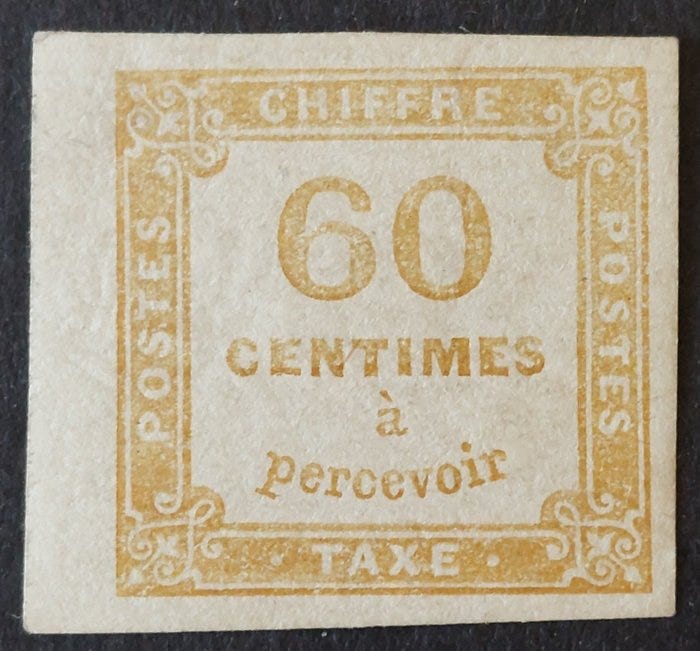 CHIFFRE
POSTES
POSTES
60
CENTIMES
à
percevoir
· TAXE ·